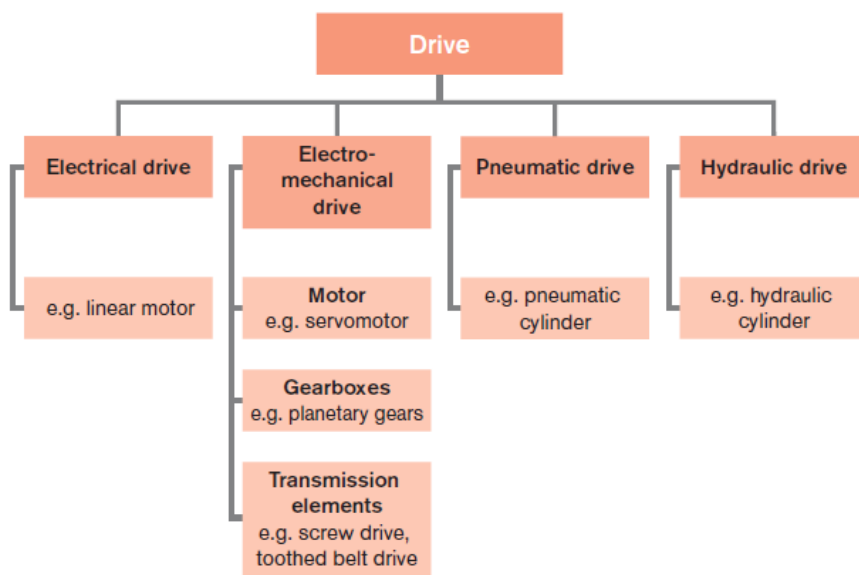 Drive
Electrical drive
Electro-
mechanical
drive
Pneumatic drive
Hydraulic drive
e.g. linear motor
Motor
e.g. servomotor
e.g. pneumatic
cylinder
e.g. hydraulic
cylinder
Gearboxes
e.g. planetary gears
Transmission
elements
e.g. screw drive,
toothed belt drive